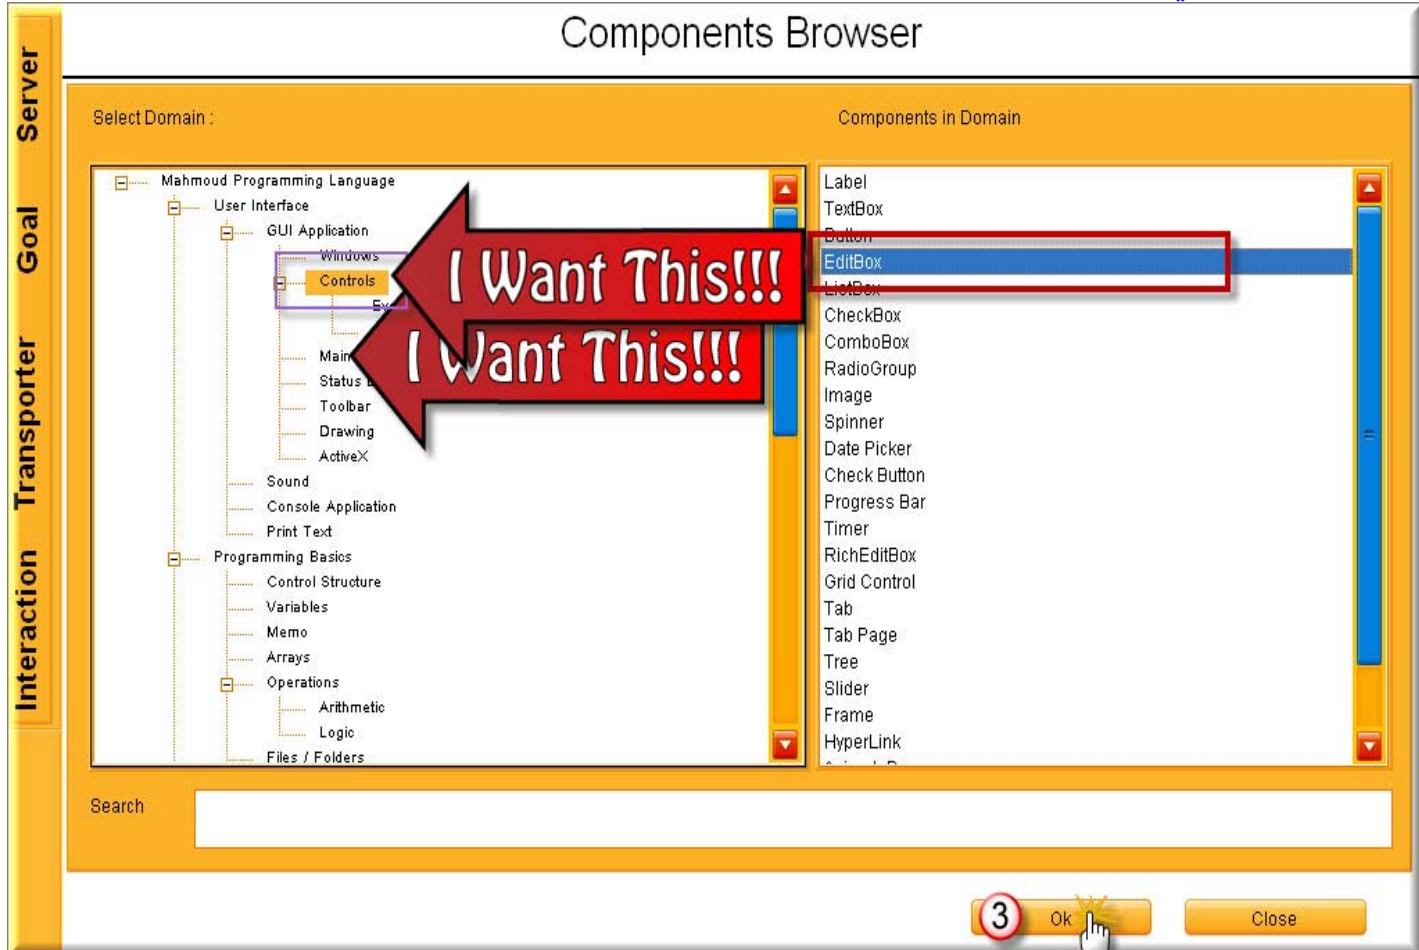 Components Browser
Server
Goal
Transporter
Interaction
Select Domain :
Mahmoud Programming Language
User Interface
GUI Application
Windows
Controls
Status
Toolbar
Drawing
ActiveX
Sound
Console Application
Print Text
Programming Basics
Control Structure
Variables
Memo
Arrays
Operations
Arithmetic
Logic
Files / Folders
I Want This!!!
I Want This!!!
Components in Domain
Label
TextBox
Button
EditBox
ListBox
CheckBox
ComboBox
RadioGroup
Image
Spinner
Date Picker
Check Button
Progress Bar
Timer
RichEditBox
Grid Control
Tab
Tab Page
Tree
Slider
Frame
HyperLink
Search
3
Ok
Close